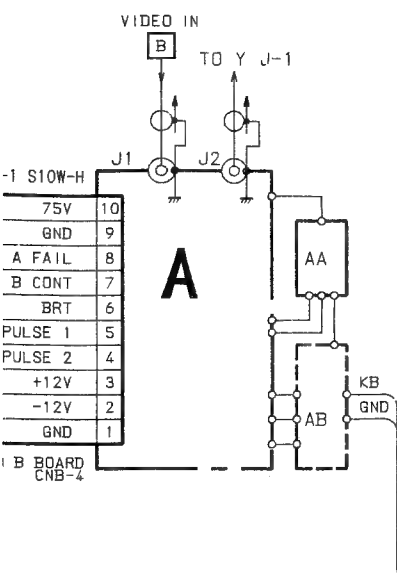 VIDEO IN
B
TO Y J-1
J1
J2
-1 S10W-H
75V 10
GND 9
A FAIL 8
B CONT 7
BRT 6
PULSE 1 5
PULSE 2 4
+12V 3
-12V 2
GND 1
B BOARD
CNB-4
A
AA
AB
KB
GND